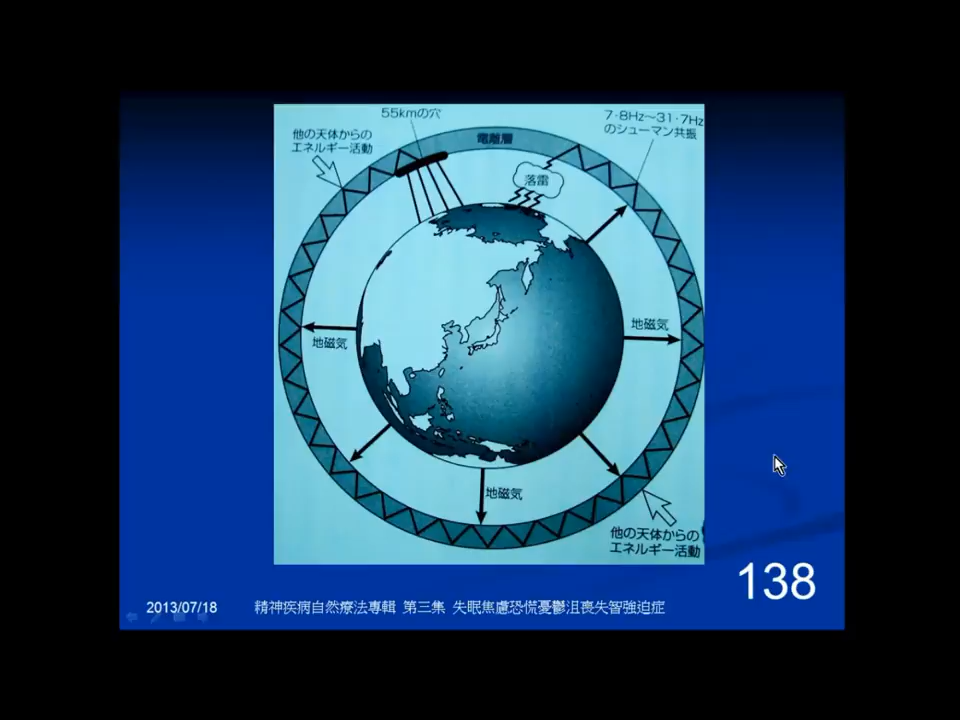 55kmの穴
7·8Hz～31·7Hz
のシューマン共振
他の天体からの
エネルギー活動
電離層
落雷
地磁気
地磁気
地磁気
他の天体からの
エネルギー活動
138
2013/07/18
精神疾病自然療法專輯 第三集 失眠焦慮恐慌憂鬱沮喪失智強迫症